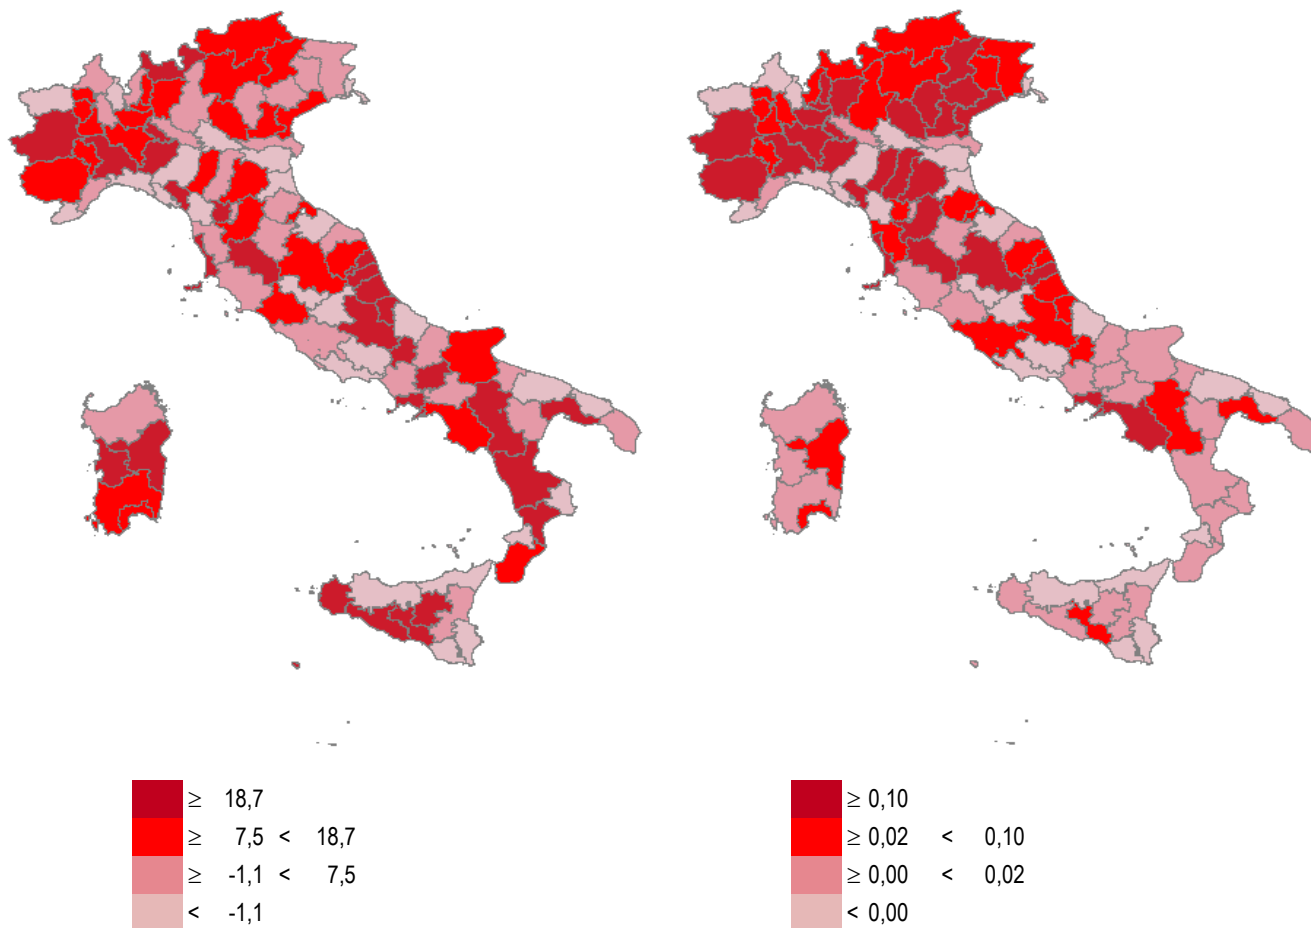 ≥ 18,7
≥ 7,5 < 18,7
≥ -1,1 < 7,5
< -1,1
≥ 0,10
≥ 0,02 < 0,10
≥ 0,00 < 0,02
< 0,00